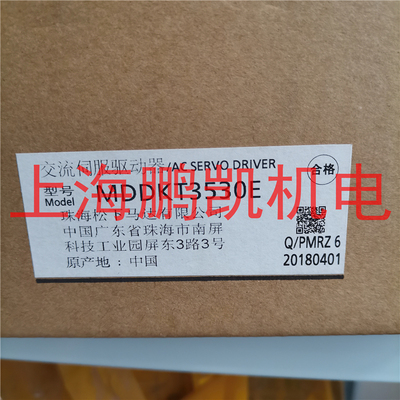 交流伺服驱动器/AC SERVO DRIVER
合格
型号
Model
MDDKT3530E
上海鹏凯机电
珠海松下马达有限公司
中国广东省珠海市南屏
科技工业园屏东3路3号
原产地:中国
Q/PMRZ 6
20180401